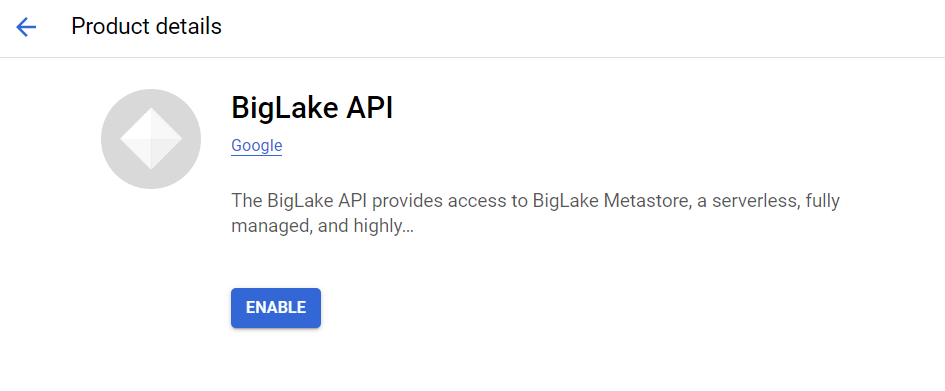 Product details
BigLake API
Google
The BigLake API provides access to BigLake Metastore, a serverless, fully
managed, and highly...
ENABLE